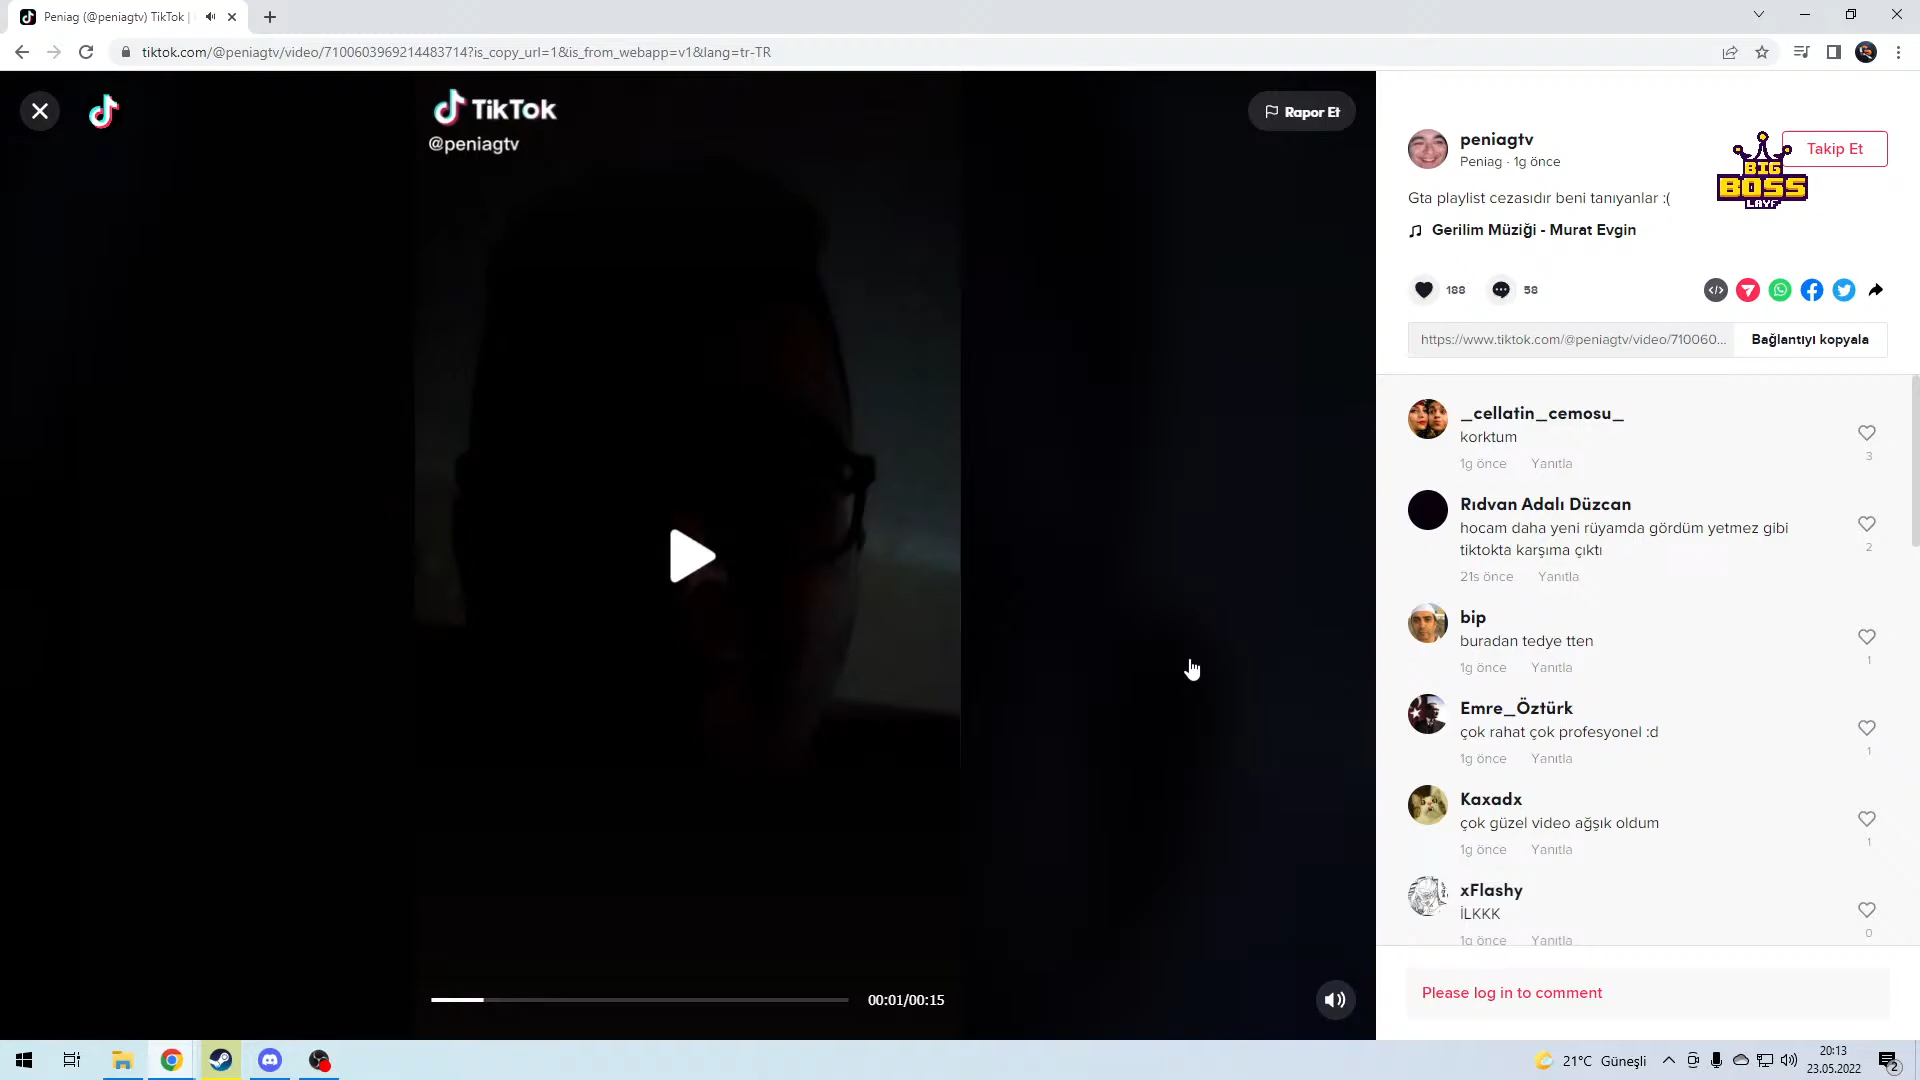 Peniag (@peniagtv) TikTok |
tiktok.com/@peniagtv/video/7100603969214483714?is_copy_url=1&is_from_webapp=v1&lang=tr-TR
TikTok
@peniagtv
Rapor Et
peniagtv
Peniag · 1g önce
Takip Et
BIG
BOSS
LAYF
Gta playlist cezasıdır beni tanıyanlar :(
Gerilim Müziği - Murat Evgin
188
58
https://www.tiktok.com/@peniagtv/video/710060...
Bağlantıyı kopyala
_cellatin_cemosu_
korktum
1g önce Yanıtla
3
Rıdvan Adalı Düzcan
hocam daha yeni rüyamda gördüm yetmez gibi
tiktokta karşıma çıktı
21s önce Yanıtla
2
bip
buradan tedye tten
1g önce Yanıtla
1
Emre_Öztürk
çok rahat çok profesyonel :d
1g önce Yanıtla
1
Kaxadx
çok güzel video ağşık oldum
1g önce Yanıtla
1
xFlashy
İLKKK
1g önce Yanıtla
0
00:01/00:15
Please log in to comment
21°C Güneşli
20:13
23.05.2022
2